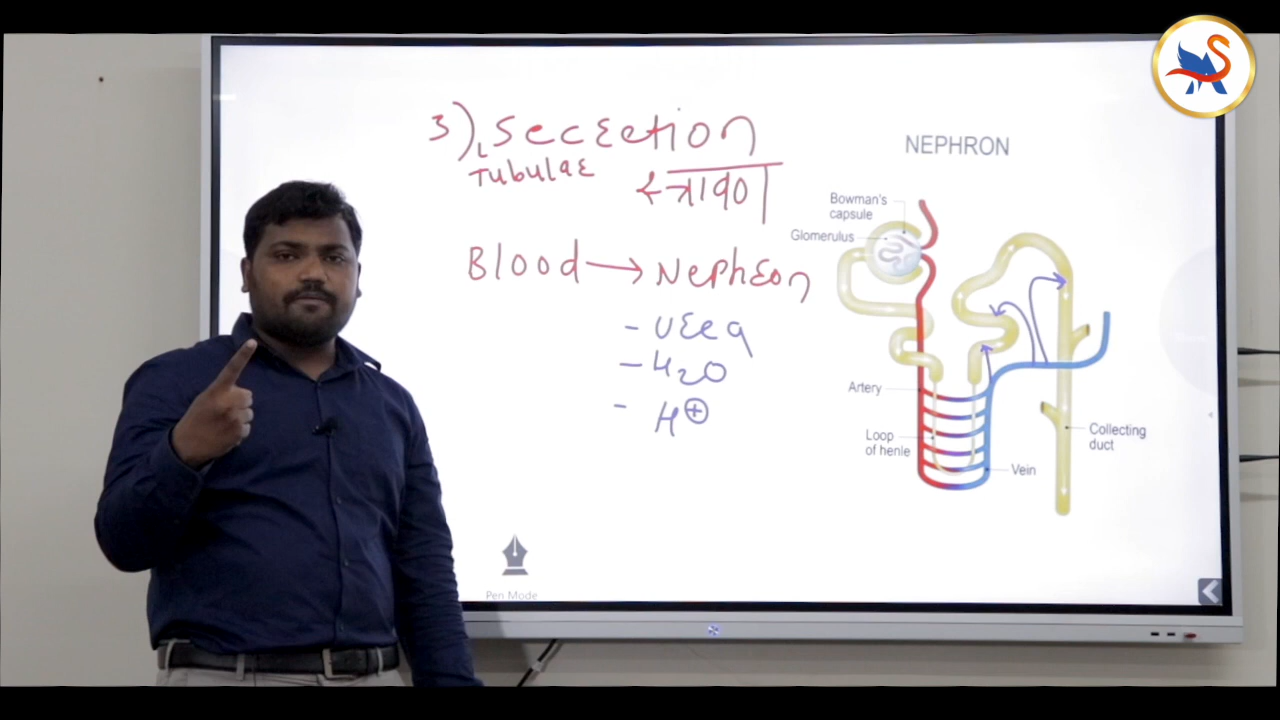 3) Secretion
Tubular
Blood → Nephron
- Urea
- H₂O
- H⊕
NEPHRON
Bowman's
capsule
Glomerulus
Artery
Loop
of henle
Vein
Collecting
duct
Pen Mode